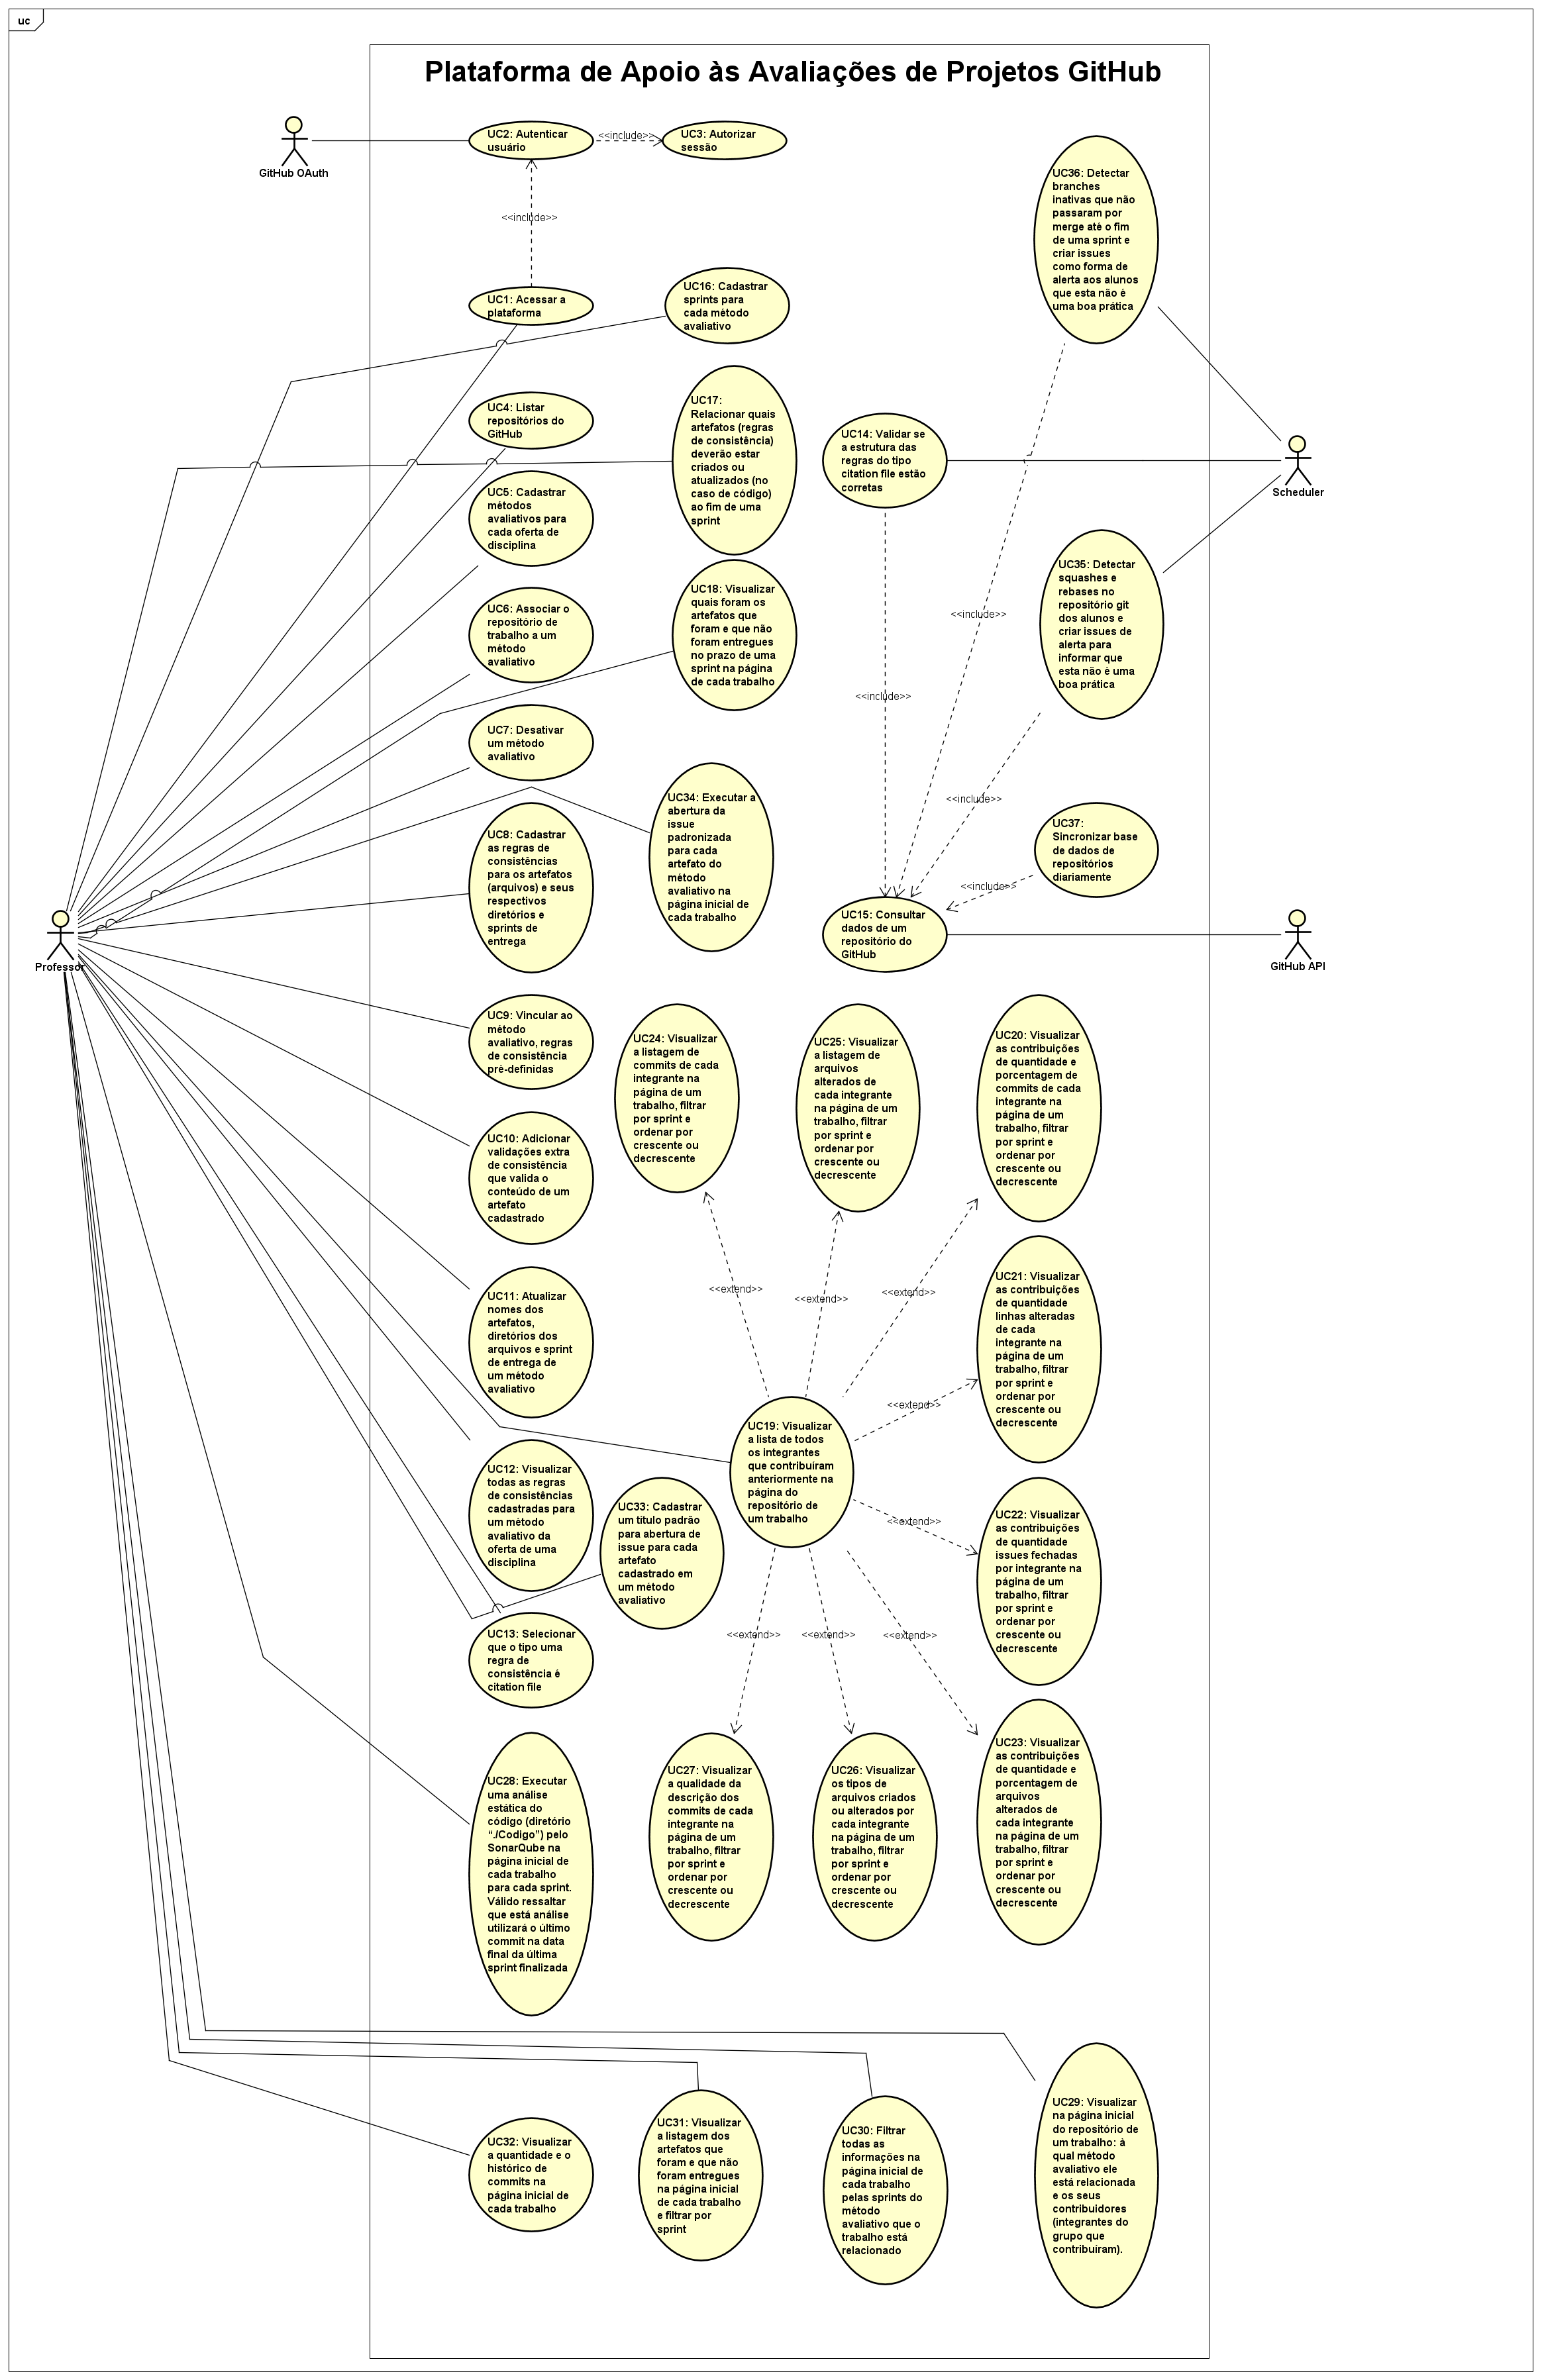 uc
Plataforma de Apoio às Avaliações de Projetos GitHub
GitHub OAuth
UC2: Autenticar
usuário
<<include>>
UC3: Autorizar
sessão
<<include>>
UC1: Acessar a
plataforma
UC16: Cadastrar
sprints para
cada método
avaliativo
UC36: Detectar
branches
inativas que não
passaram por
merge até o fim
de uma sprint e
criar issues
como forma de
alerta aos alunos
que esta não é
uma boa prática
UC4: Listar
repositórios do
GitHub
UC17:
Relacionar quais
artefatos (regras
de consistência)
deverão estar
criados ou
atualizados (no
caso de código)
ao fim de uma
sprint
UC14: Validar se
a estrutura das
regras do tipo
citation file estão
corretas
Scheduler
UC5: Cadastrar
métodos
avaliativos para
cada oferta de
disciplina
UC6: Associar o
repositório de
trabalho a um
método
avaliativo
UC18: Visualizar
quais foram os
artefatos que
foram e que não
foram entregues
no prazo de uma
sprint na página
de cada trabalho
<<include>>
UC35: Detectar
squashes e
rebases no
repositório git
dos alunos e
criar issues de
alerta para
informar que
esta não é uma
boa prática
<<include>>
UC7: Desativar
um método
avaliativo
UC34: Executar a
abertura da
issue
padronizada
para cada
artefato do
método
avaliativo na
página inicial de
cada trabalho
<<include>>
UC37:
Sincronizar base
de dados de
repositórios
diariamente
<<include>>
UC8: Cadastrar
as regras de
consistências
para os artefatos
(arquivos) e seus
respectivos
diretórios e
sprints de
entrega
UC15: Consultar
dados de um
repositório do
GitHub
GitHub API
Professor
UC9: Vincular ao
método
avaliativo, regras
de consistência
pré-definidas
UC24: Visualizar
a listagem de
commits de cada
integrante na
página de um
trabalho, filtrar
por sprint e
ordenar por
crescente ou
decrescente
UC25: Visualizar
a listagem de
arquivos
alterados de
cada integrante
na página de um
trabalho, filtrar
por sprint e
ordenar por
crescente ou
decrescente
UC20: Visualizar
as contribuições
de quantidade e
porcentagem de
commits de cada
integrante na
página de um
trabalho, filtrar
por sprint e
ordenar por
crescente ou
decrescente
UC10: Adicionar
validações extra
de consistência
que valida o
conteúdo de um
artefato
cadastrado
UC11: Atualizar
nomes dos
artefatos,
diretórios dos
arquivos e sprint
de entrega de
um método
avaliativo
<<extend>>
<<extend>>
<<extend>>
UC21: Visualizar
as contribuições
de quantidade
linhas alteradas
de cada
integrante na
página de um
trabalho, filtrar
por sprint e
ordenar por
crescente ou
decrescente
<<extend>>
UC19: Visualizar
a lista de todos
os integrantes
que contribuíram
anteriormente na
página do
repositório de
um trabalho
UC12: Visualizar
todas as regras
de consistências
cadastradas para
um método
avaliativo da
oferta de uma
disciplina
UC33: Cadastrar
um título padrão
para abertura de
issue para cada
artefato
cadastrado em
um método
avaliativo
<<extend>>
UC22: Visualizar
as contribuições
de quantidade
issues fechadas
por integrante na
página de um
trabalho, filtrar
por sprint e
ordenar por
crescente ou
decrescente
UC13: Selecionar
que o tipo uma
regra de
consistência é
citation file
<<extend>>
<<extend>>
<<extend>>
UC28: Executar
uma análise
estática do
código (diretório
“./Codigo”) pelo
SonarQube na
página inicial de
cada trabalho
para cada sprint.
Válido ressaltar
que está análise
utilizará o último
commit na data
final da última
sprint finalizada
UC27: Visualizar
a qualidade da
descrição dos
commits de cada
integrante na
página de um
trabalho, filtrar
por sprint e
ordenar por
crescente ou
decrescente
UC26: Visualizar
os tipos de
arquivos criados
ou alterados por
cada integrante
na página de um
trabalho, filtrar
por sprint e
ordenar por
crescente ou
decrescente
UC23: Visualizar
as contribuições
de quantidade e
porcentagem de
arquivos
alterados de
cada integrante
na página de um
trabalho, filtrar
por sprint e
ordenar por
crescente ou
decrescente
UC32: Visualizar
a quantidade e o
histórico de
commits na
página inicial de
cada trabalho
UC31: Visualizar
a listagem dos
artefatos que
foram e que não
foram entregues
na página inicial
de cada trabalho
e filtrar por
sprint
UC30: Filtrar
todas as
informações na
página inicial de
cada trabalho
pelas sprints do
método
avaliativo que o
trabalho está
relacionado
UC29: Visualizar
na página inicial
do repositório de
um trabalho: à
qual método
avaliativo ele
está relacionada
e os seus
contribuidores
(integrantes do
grupo que
contribuíram).